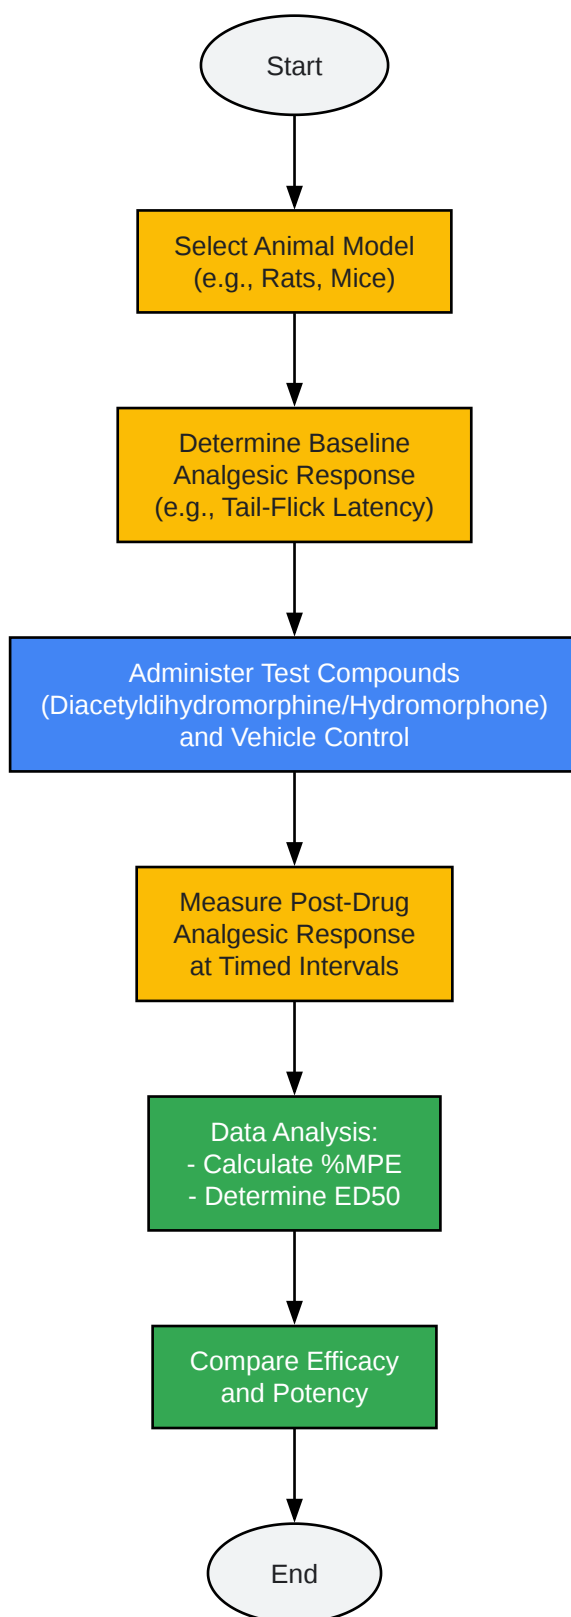 Start
Select Animal Model
(e.g., Rats, Mice)
Determine Baseline
Analgesic Response
(e.g., Tail-Flick Latency)
Administer Test Compounds
(Diacetyldihydromorphine/Hydromorphone)
and Vehicle Control
Measure Post-Drug
Analgesic Response
at Timed Intervals
Data Analysis:
- Calculate %MPE
- Determine ED50
Compare Efficacy
and Potency
End